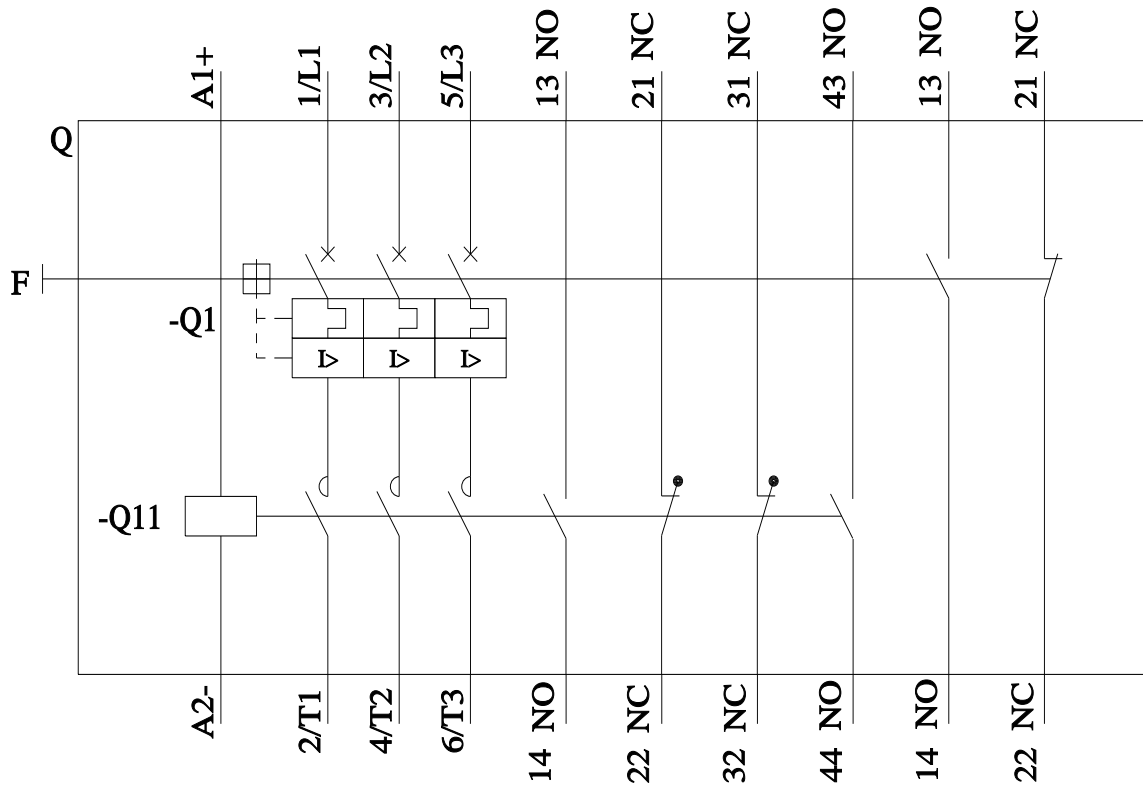 A1+
1/L1
3/L2
5/L3
13 NO
21 NC
31 NC
43 NO
13 NO
21 NC
Q
F
-Q1
I>
I>
I>
-Q11
A2-
2/T1
4/T2
6/T3
14 NO
22 NC
32 NC
44 NO
14 NO
22 NC